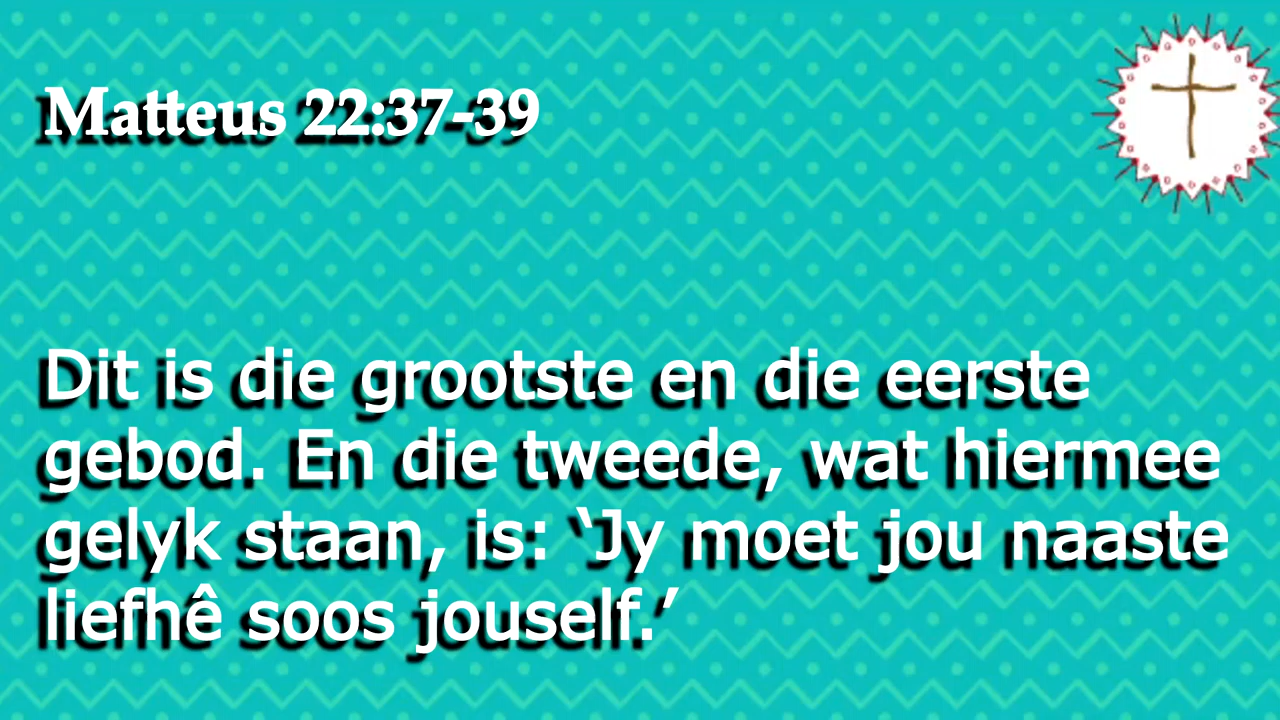 Matteus 22:37-39
Dit is die grootste en die eerste
gebod. En die tweede, wat hiermee
gelyk staan, is: ‘Jy moet jou naaste
liefhê soos jouself.’